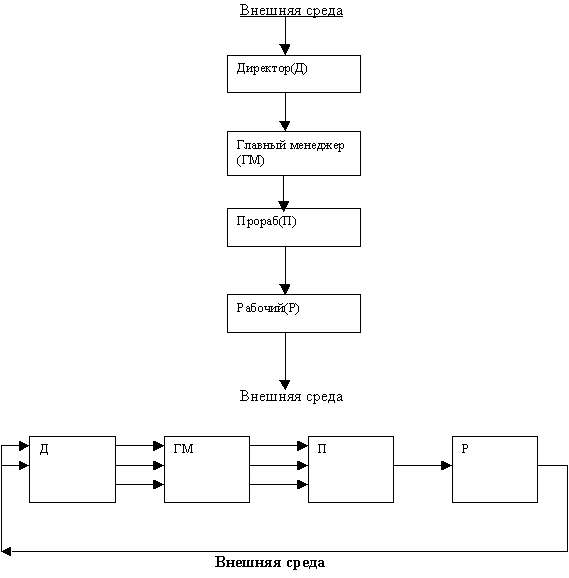 Внешняя среда
Директор(Д)
Главный менеджер
(ГМ)
Прораб(П)
Рабочий(Р)
Внешняя среда
Д ГМ П Р
Внешняя среда